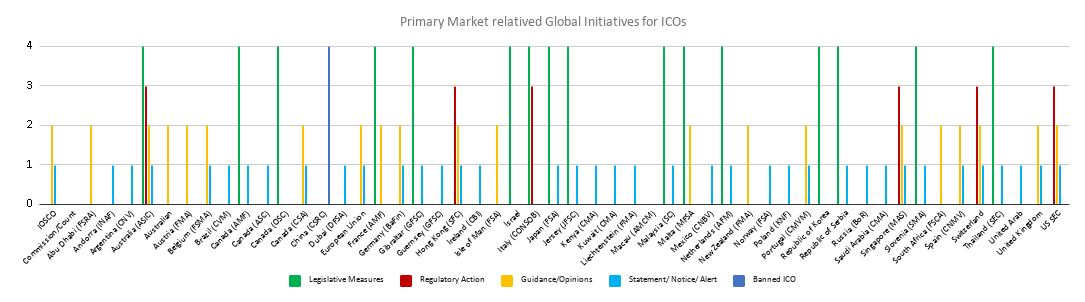 Primary Market relatived Global Initiatives for ICOs
4
3
2
1
0
IOSCO
Commission/Count
Abu Dhabi (FSRA)
Andorra (INAF)
Argentina (CNV)
Australia (ASIC)
Australian
Austria (FMA)
Belgium (FSMA)
Brazil (CVM)
Canada (AMF)
Canada (ASC)
Canada (OSC)
Canada (CSA)
China (CSRC)
Dubai (DFSA)
European Union
France (AMF)
Germany (BaFin)
Gibraltar (GFSC)
Guernsey (GFSC)
Hong Kong (SFC)
Ireland (CBI)
Isle of Man (FSA)
Israel
Italy (CONSOB)
Japan (FSA)
Jersey (JFSC)
Kenya (CMA)
Kuwait (CMA)
Liechtenstein (FMA)
Macau (AMCM)
Malaysia (SC)
Malta (MFSA
Mexico (CNBV)
Netherlands (AFM)
New Zealand (FMA)
Norway (FSA)
Poland (KNF)
Portugal (CMVM)
Republic of Korea
Republic of Serbia
Russia (BoR)
Saudi Arabia (CMA)
Singapore (MAS)
Slovenia (SMA)
South Africa (FSCA)
Spain (CNMV)
Switzerland
Thailand (SEC)
United Arab
United Kingdom
US SEC
Legislative Measures
Regulatory Action
Guidance/Opinions
Statement/ Notice/ Alert
Banned ICO